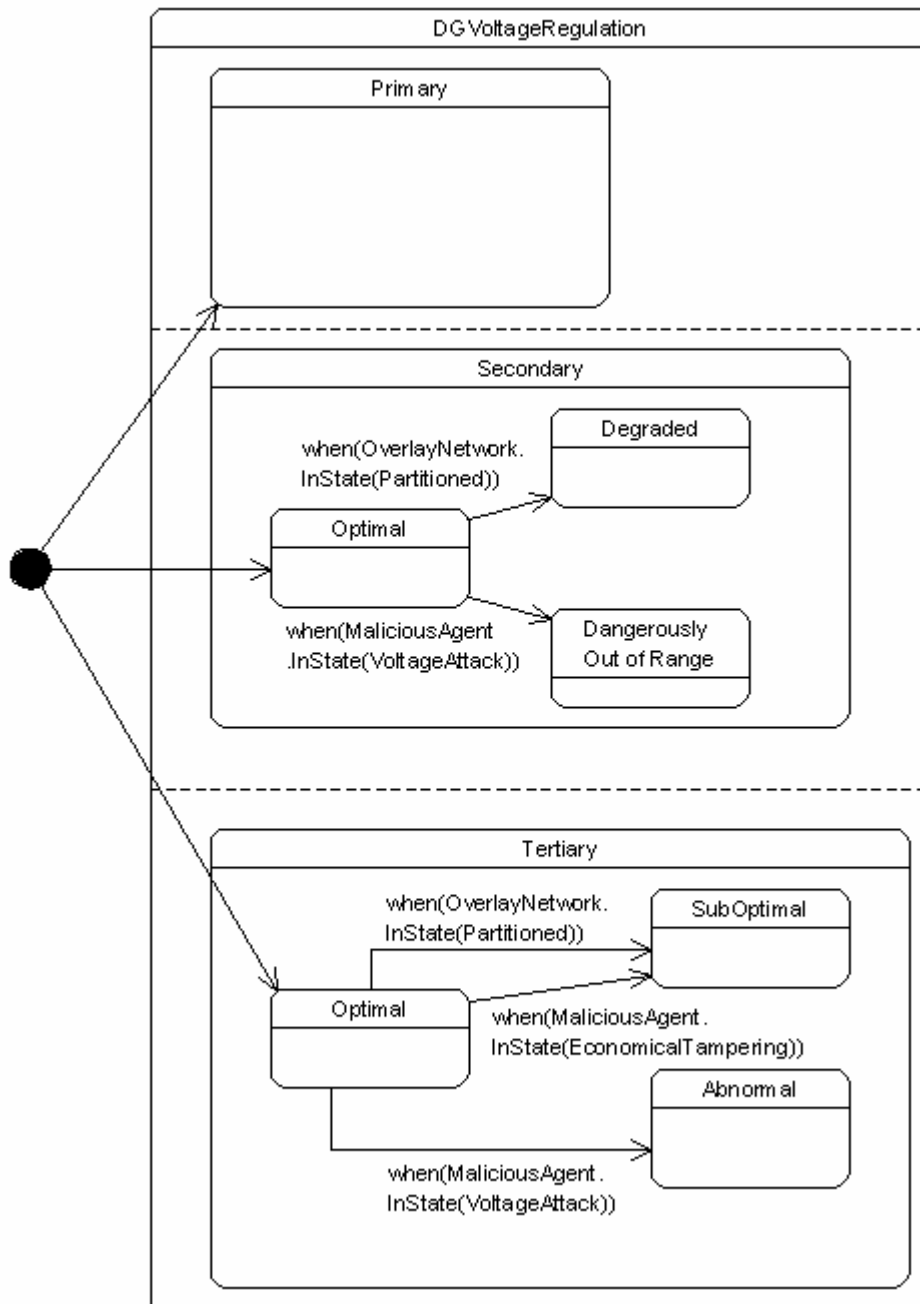 DGVoltageRegulation
Primary
Secondary
Degraded
when(OverlayNetwork.
InState(Partitioned))
Optimal
when(MaliciousAgent
.InState(VoltageAttack))
Dangerously
Out of Range
Tertiary
when(OverlayNetwork.
InState(Partitioned))
SubOptimal
Optimal
when(MaliciousAgent.
InState(EconomicalTampering))
Abnormal
when(MaliciousAgent.
InState(VoltageAttack))